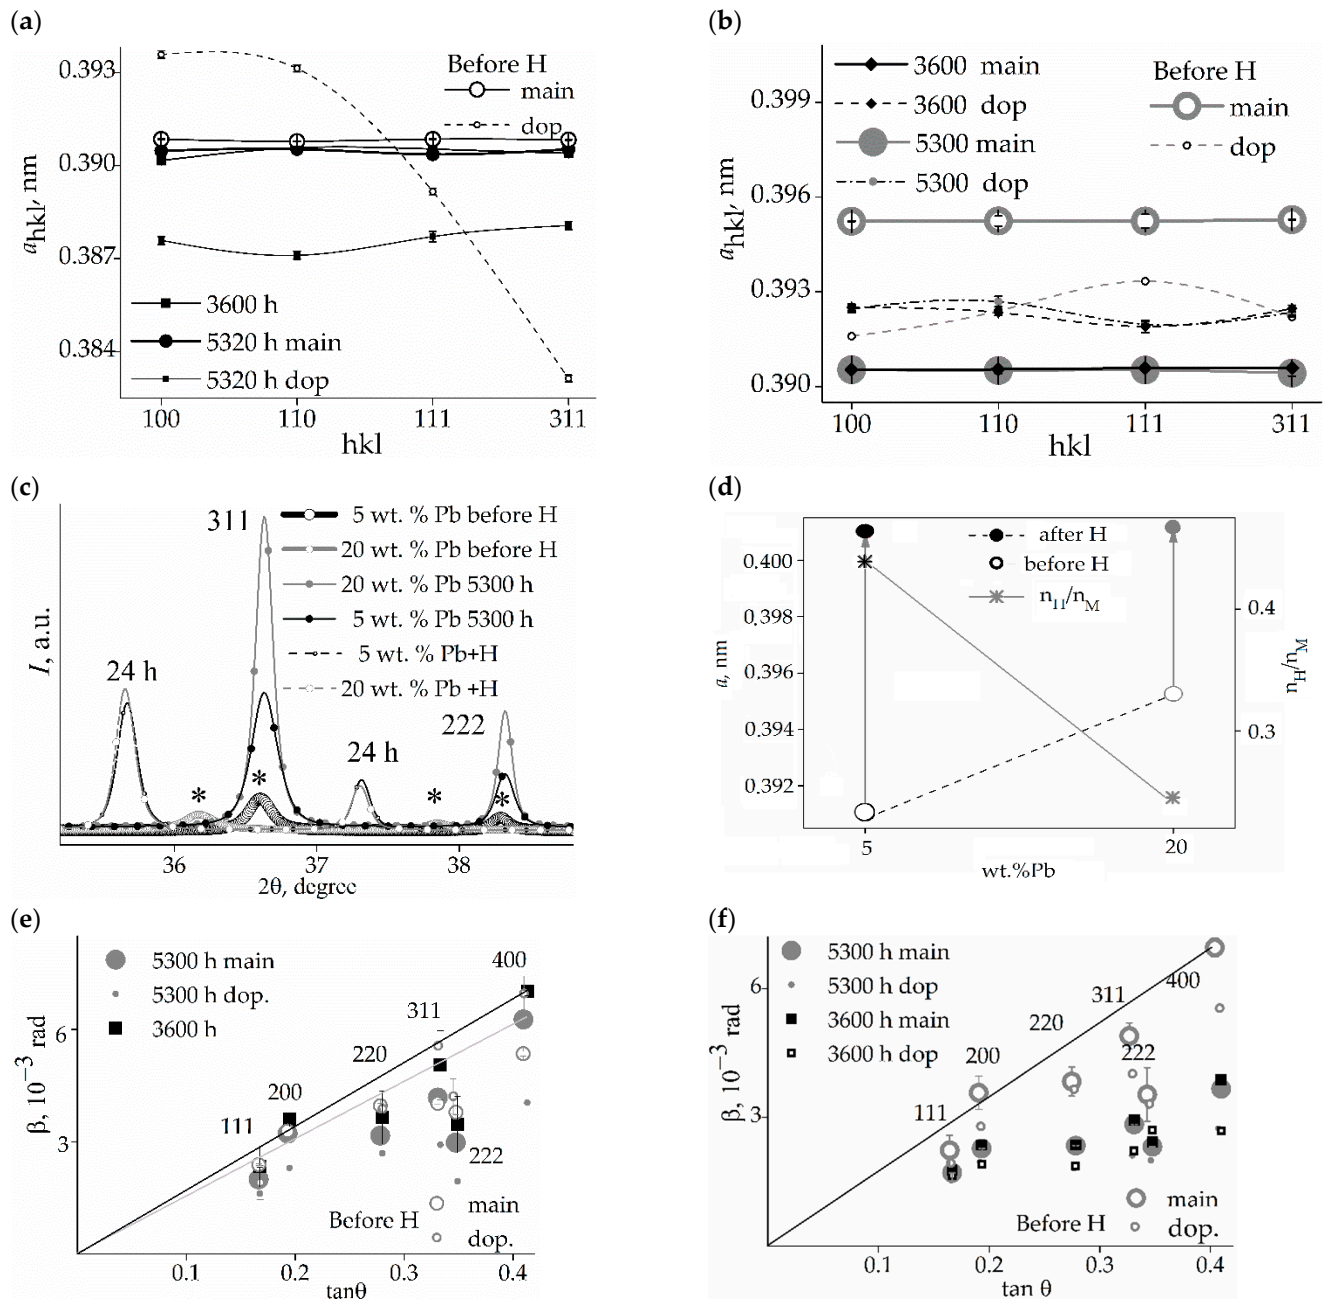 (a)
0.393
0.390
0.387
0.384
a hkl, nm
Before H
main
dop
3600 h
5320 h main
5320 h dop
100 110 111 311
hkl
(b)
0.399
0.396
0.393
0.390
a hkl, nm
3600 main
3600 dop
5300 main
5300 dop
Before H
main
dop
100 110 111 311
hkl
(c)
I, a.u.
311
24 h
24 h
222
* * * *
5 wt. % Pb before H
20 wt. % Pb before H
20 wt. % Pb 5300 h
5 wt. % Pb 5300 h
5 wt. % Pb+H
20 wt. % Pb +H
36 37 38
2θ, degree
(d)
0.400
0.398
0.396
0.394
0.392
a, nm
after H
before H
nH/nM
0.4
0.3
nH/nM
5 20
wt.%Pb
(e)
6
3
β, 10−3 rad
5300 h main
5300 h dop.
3600 h
111
200
220
311
400
222
Before H
main
dop.
0.1 0.2 0.3 0.4
tanθ
(f)
6
3
β, 10−3 rad
5300 h main
5300 h dop
3600 h main
3600 h dop
111
200
220
311
222
400
Before H
main
dop.
0.1 0.2 0.3 0.4
tan θ